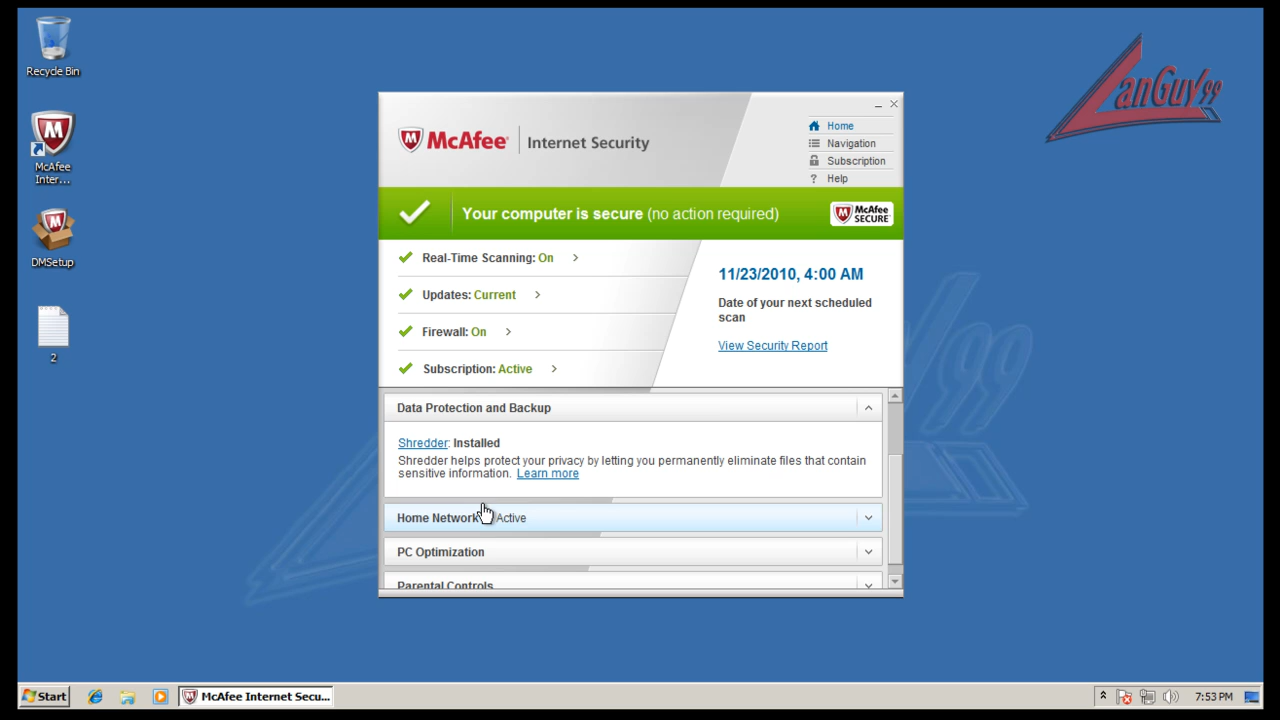 Recycle Bin
McAfee
Inter...
DMSetup
2
LanGuy99
McAfee | Internet Security
Home
Navigation
Subscription
? Help
Your computer is secure (no action required)
McAfee
SECURE
Real-Time Scanning: On
Updates: Current
Firewall: On
Subscription: Active
11/23/2010, 4:00 AM
Date of your next scheduled
scan
View Security Report
Data Protection and Backup
Shredder: Installed
Shredder helps protect your privacy by letting you permanently eliminate files that contain
sensitive information. Learn more
Home Network Active
PC Optimization
Parental Controls
99
Start
McAfee Internet Secu...
7:53 PM